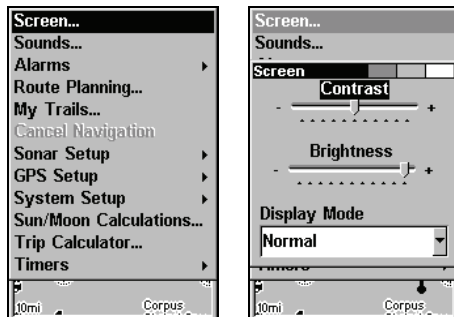 Screen...
Sounds...
Alarms
Route Planning...
My Trails...
Cancel Navigation
Sonar Setup
GPS Setup
System Setup
Sun/Moon Calculations...
Trip Calculator...
Timers
10mi
Corpus
Screen...
Sounds...
Screen
Contrast
- +
Brightness
- +
Display Mode
Normal
Timers
10mi
Corpus